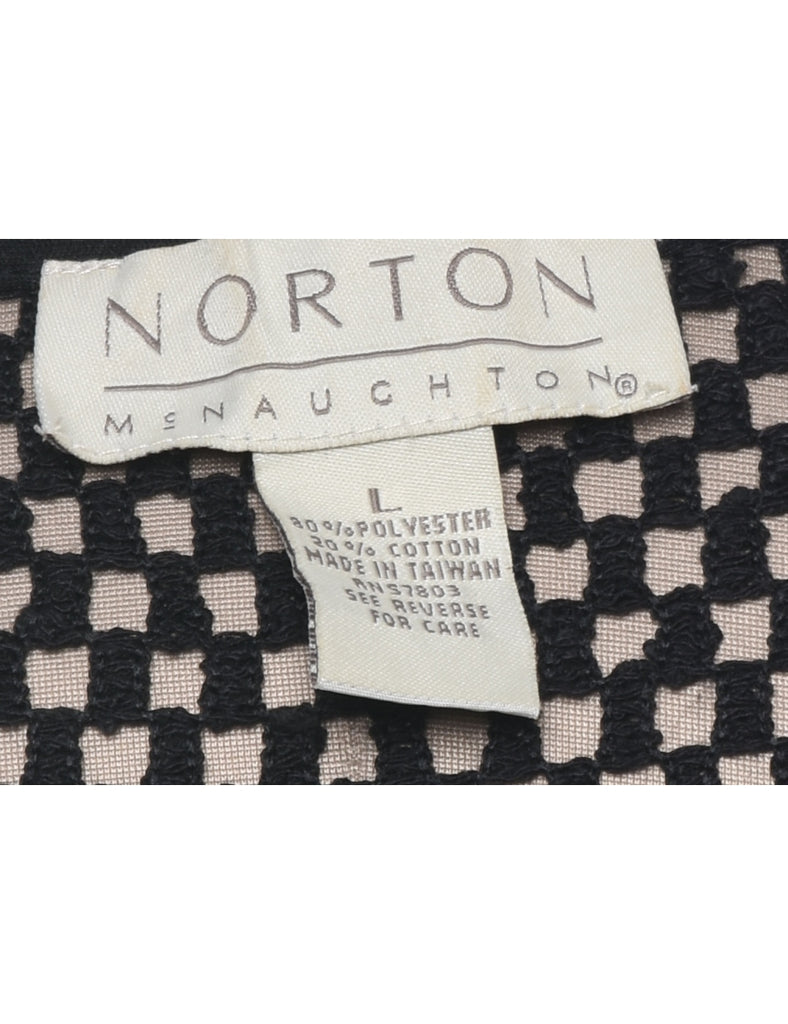 NORTON
McNAUGHTON®
L
80% POLYESTER
20% COTTON
MADE IN TAIWAN
RN57803
SEE REVERSE
FOR CARE